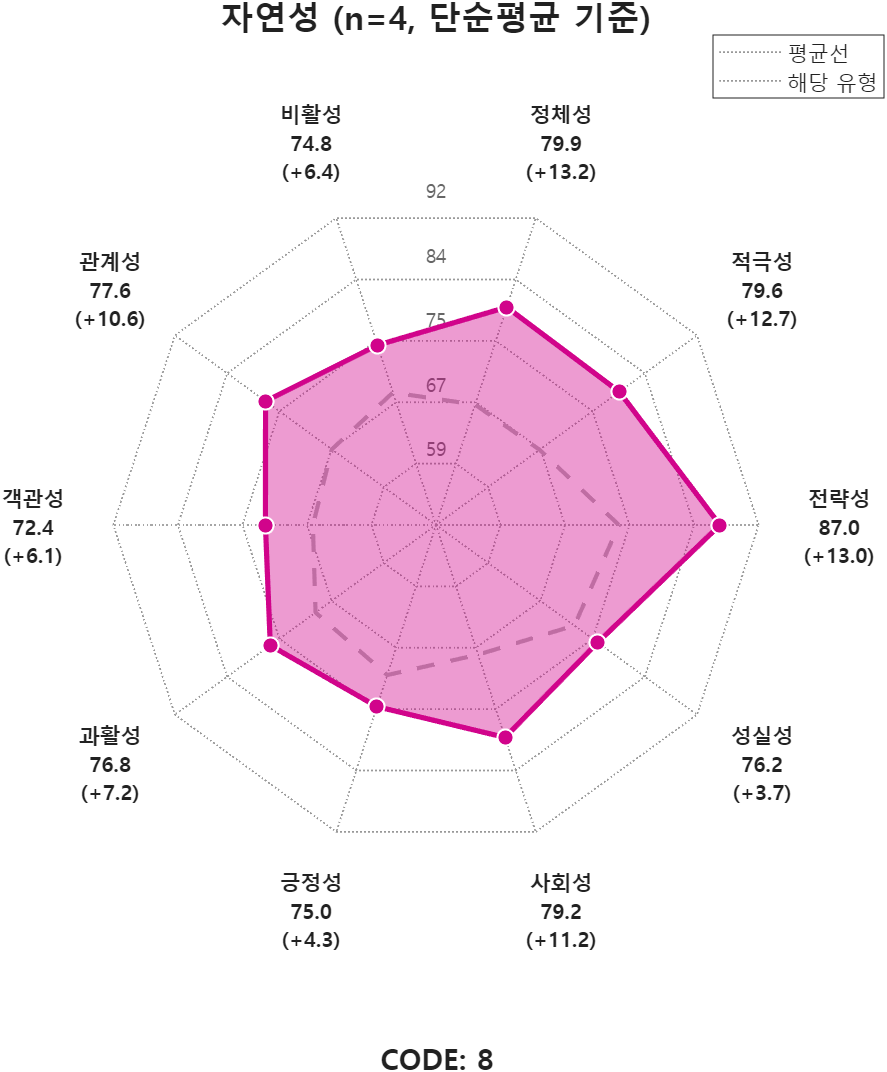 자연성 (n=4, 단순평균 기준)
평균선
해당 유형
비활성
74.8
(+6.4)
정체성
79.9
(+13.2)
92
84
75
67
59
관계성
77.6
(+10.6)
적극성
79.6
(+12.7)
객관성
72.4
(+6.1)
전략성
87.0
(+13.0)
과활성
76.8
(+7.2)
성실성
76.2
(+3.7)
긍정성
75.0
(+4.3)
사회성
79.2
(+11.2)
CODE: 8